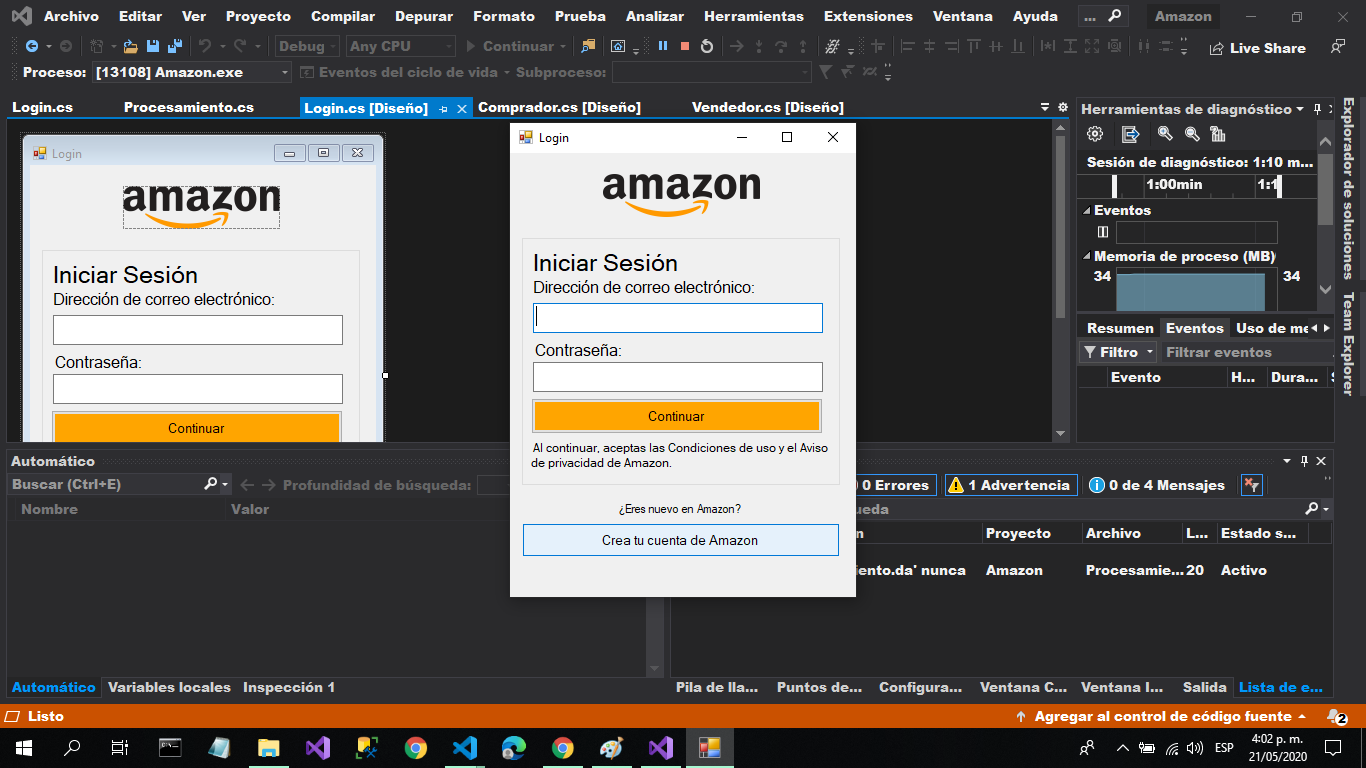 Archivo Editar Ver Proyecto Compilar Depurar Formato Prueba Analizar Herramientas Extensiones Ventana Ayuda ... Amazon
Debug Any CPU Continuar Live Share
Proceso: [13108] Amazon.exe Eventos del ciclo de vida Subproceso:
Login.cs Procesamiento.cs Login.cs [Diseño] Comprador.cs [Diseño] Vendedor.cs [Diseño]
Login
amazon
Iniciar Sesión
Dirección de correo electrónico:
Contraseña:
Continuar
Login
amazon
Iniciar Sesión
Dirección de correo electrónico:
Contraseña:
Continuar
Al continuar, aceptas las Condiciones de uso y el Aviso
de privacidad de Amazon.
¿Eres nuevo en Amazon?
Crea tu cuenta de Amazon
Herramientas de diagnóstico
Sesión de diagnóstico: 1:10 m...
1:00min 1:1
Eventos
Memoria de proceso (MB)
34 34
Resumen Eventos Uso de me
Filtro Filtrar eventos
Evento H... Dura...
Explorador de soluciones
Team Explorer
Automático
Buscar (Ctrl+E) Profundidad de búsqueda:
Nombre Valor
Automático Variables locales Inspección 1
0 Errores 1 Advertencia 0 de 4 Mensajes
ueda
n Proyecto Archivo L... Estado s...
iento.da' nunca Amazon Procesamie... 20 Activo
Pila de lla... Puntos de... Configura... Ventana C... Ventana I... Salida Lista de e...
Listo Agregar al control de código fuente 2
ESP 4:02 p. m.
21/05/2020